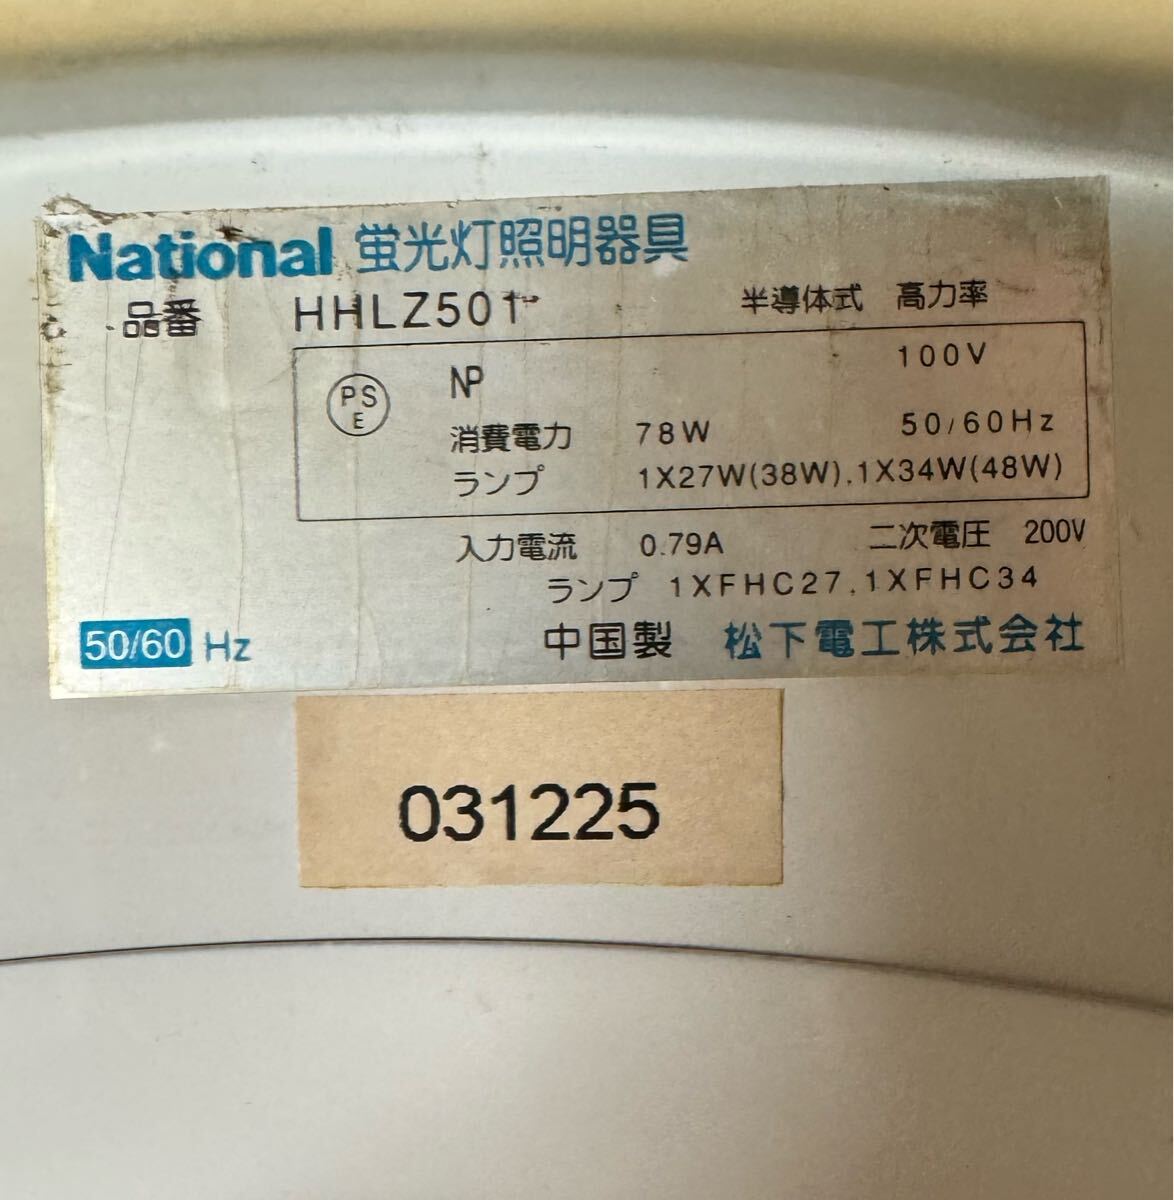 National 蛍光灯照明器具
品番 HHLZ501 半導体式 高力率
PS
E
NP 100V
消費電力 78W 50/60Hz
ランプ 1X27W(38W),1X34W(48W)
入力電流 0.79A 二次電圧 200V
ランプ 1XFHC27,1XFHC34
50/60 Hz 中国製 松下電工株式会社
031225